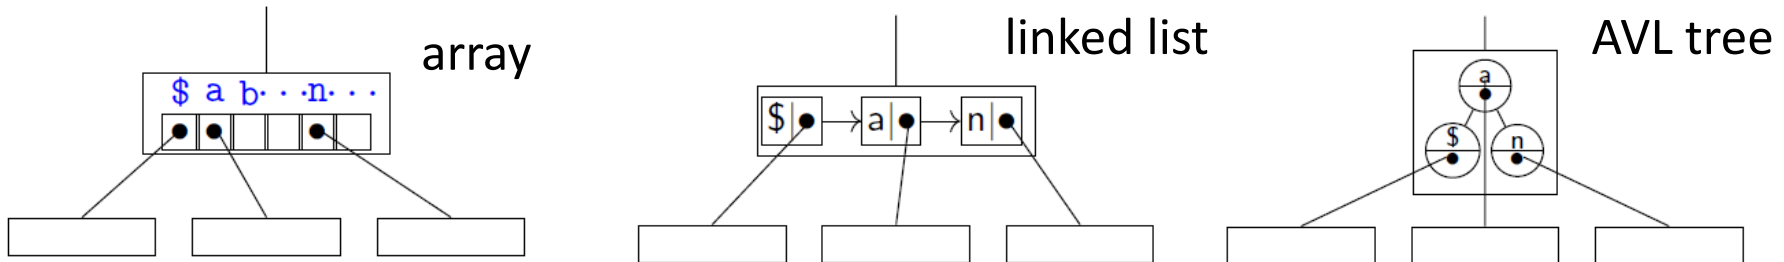 array
$ a b···n···
linked list
$ a n
AVL tree
a
$ n